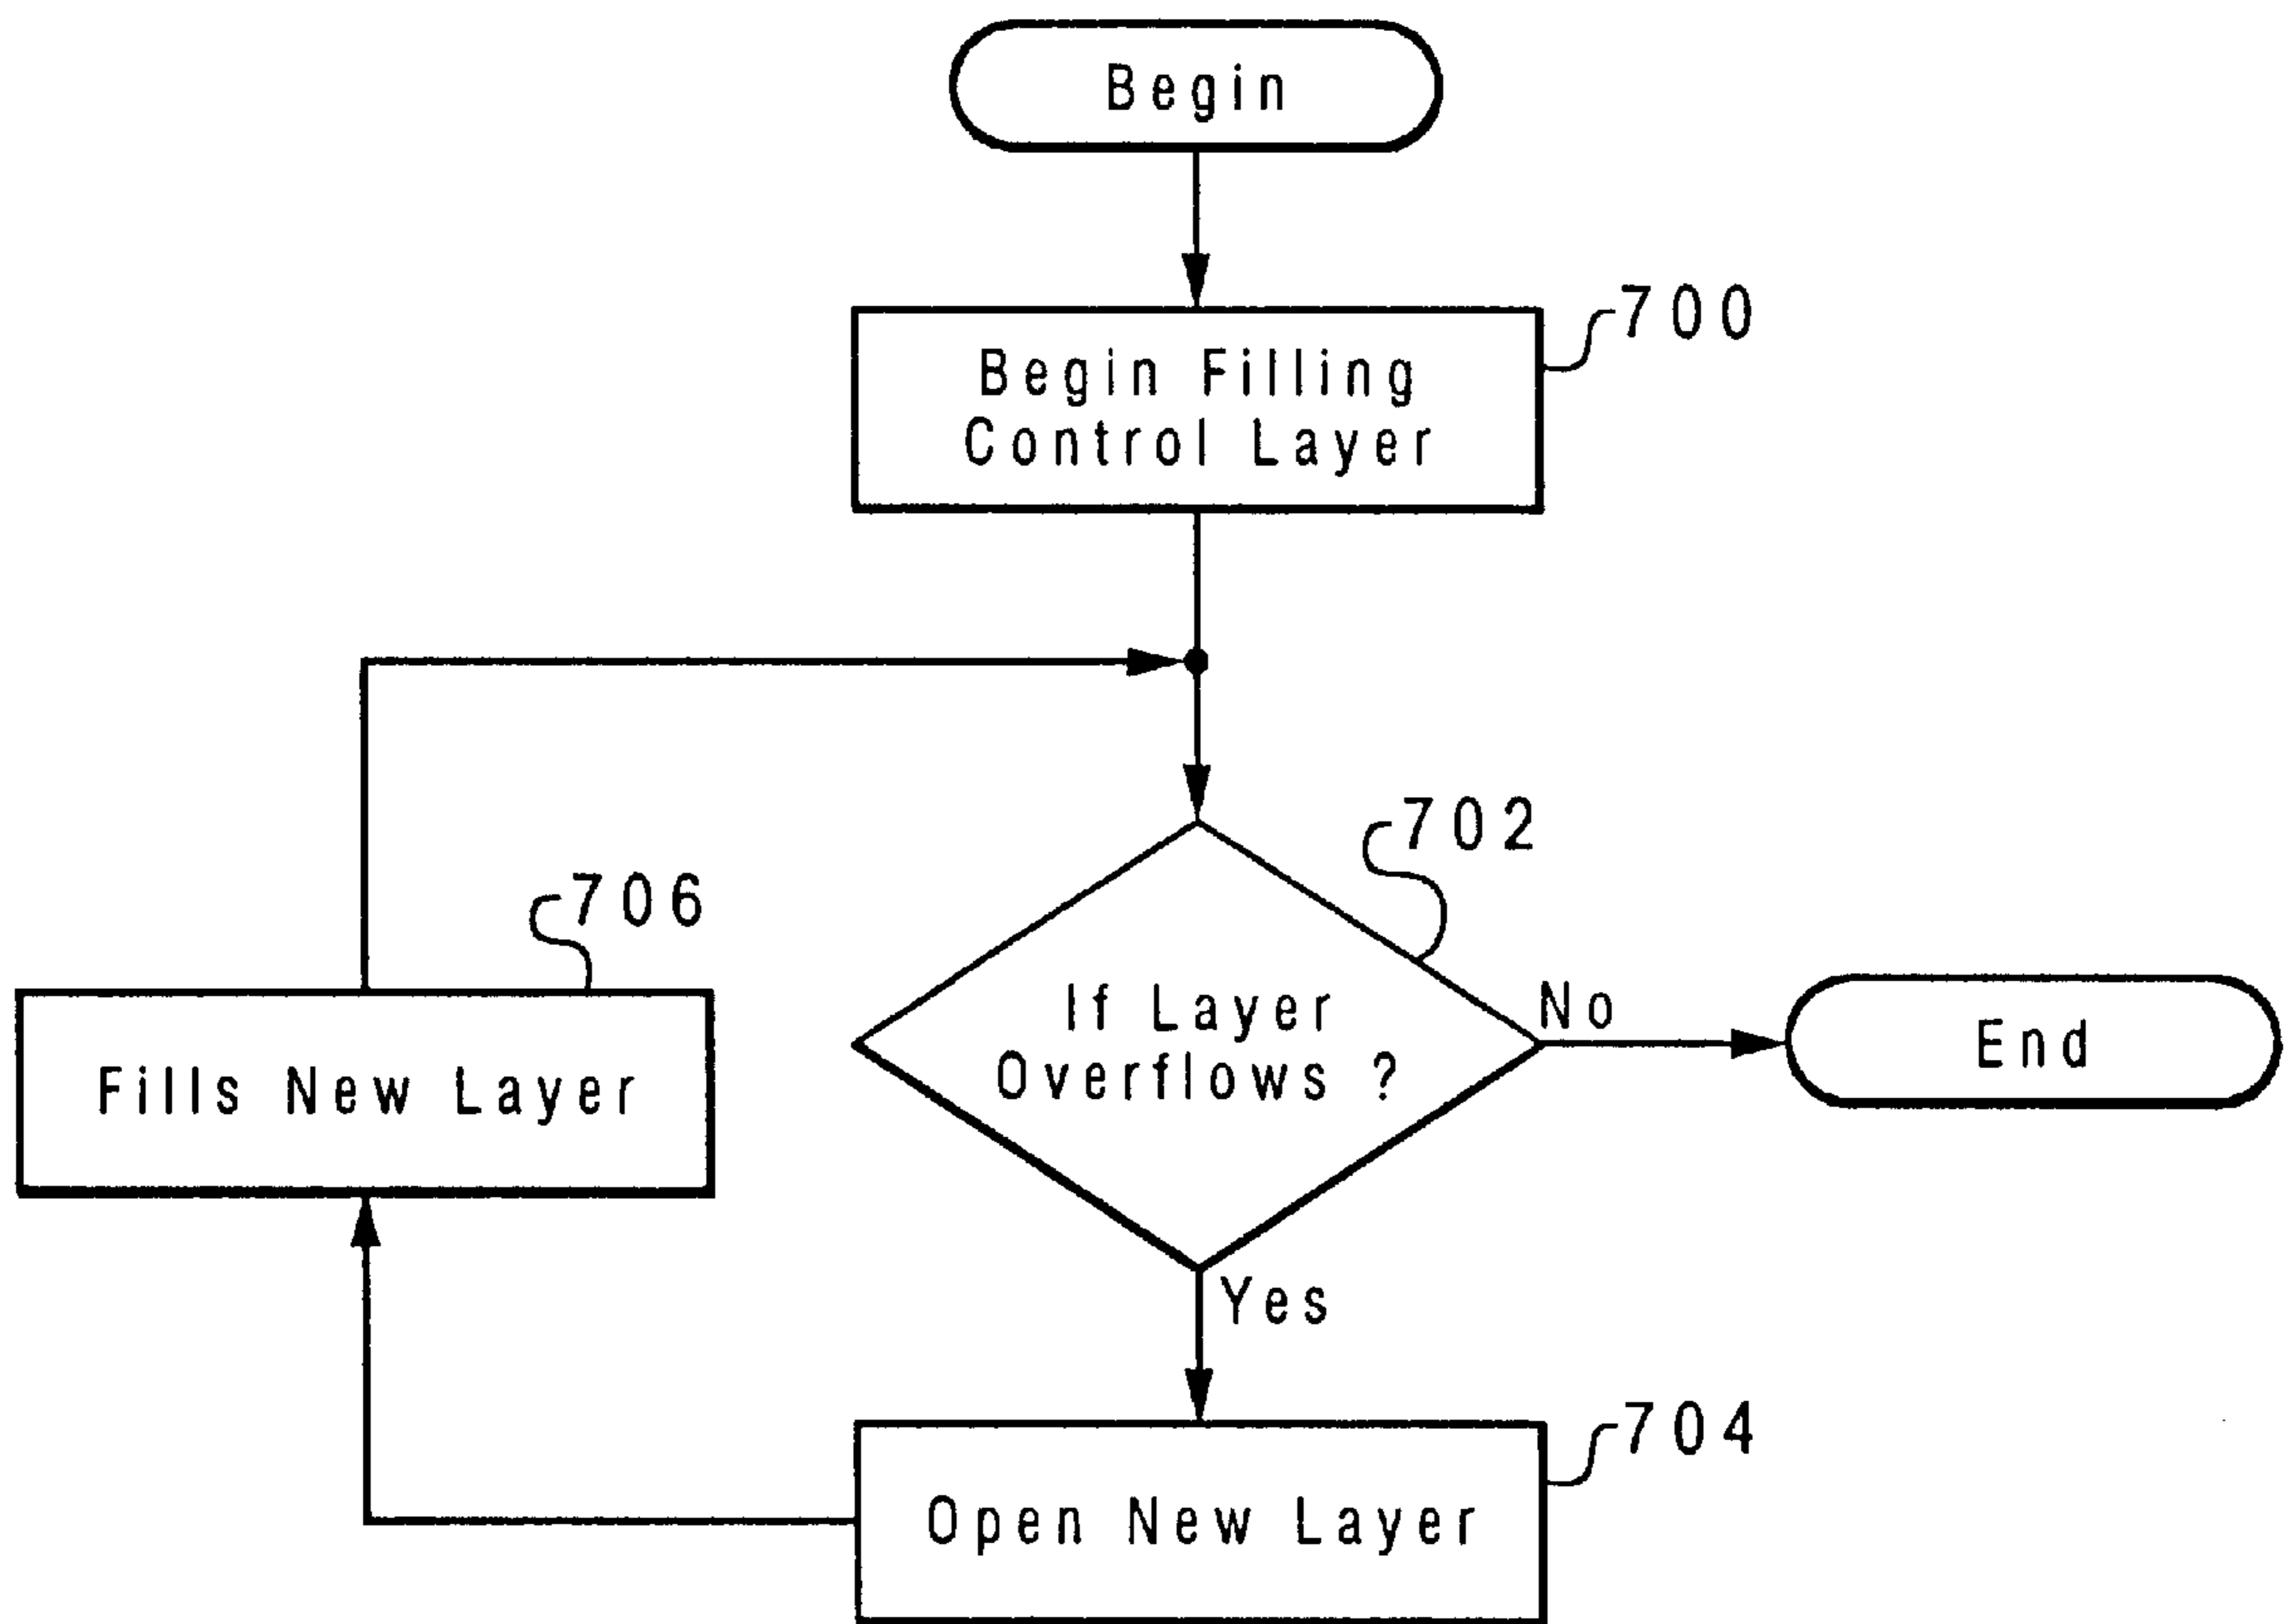 Begin
700
Begin Filling
Control Layer
702
706
If Layer
Overflows ?
No
End
Fills New Layer
Yes
704
Open New Layer